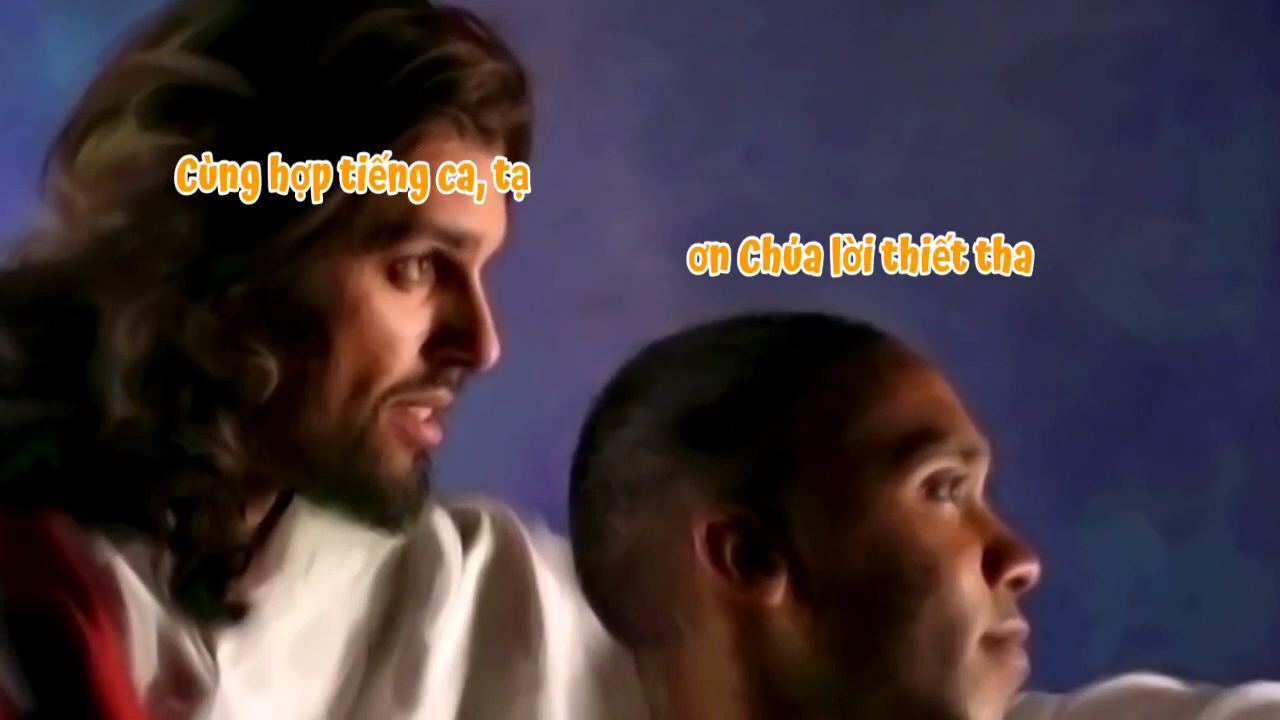 Cùng hợp tiếng ca, tạ
ơn Chúa lời thiết tha